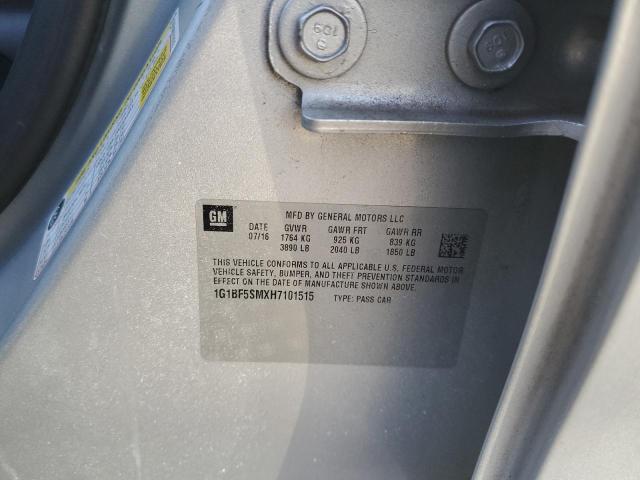 GM
MFD BY GENERAL MOTORS LLC
DATE GVWR GAWR FRT GAWR RR
07/16 1764 KG 925 KG 839 KG
3890 LB 2040 LB 1850 LB
THIS VEHICLE CONFORMS TO ALL APPLICABLE U.S. FEDERAL MOTOR
VEHICLE SAFETY, BUMPER, AND THEFT PREVENTION STANDARDS IN
EFFECT ON THE DATE OF MANUFACTURE SHOWN ABOVE.
1G1BF5SMXH7101515 TYPE: PASS CAR